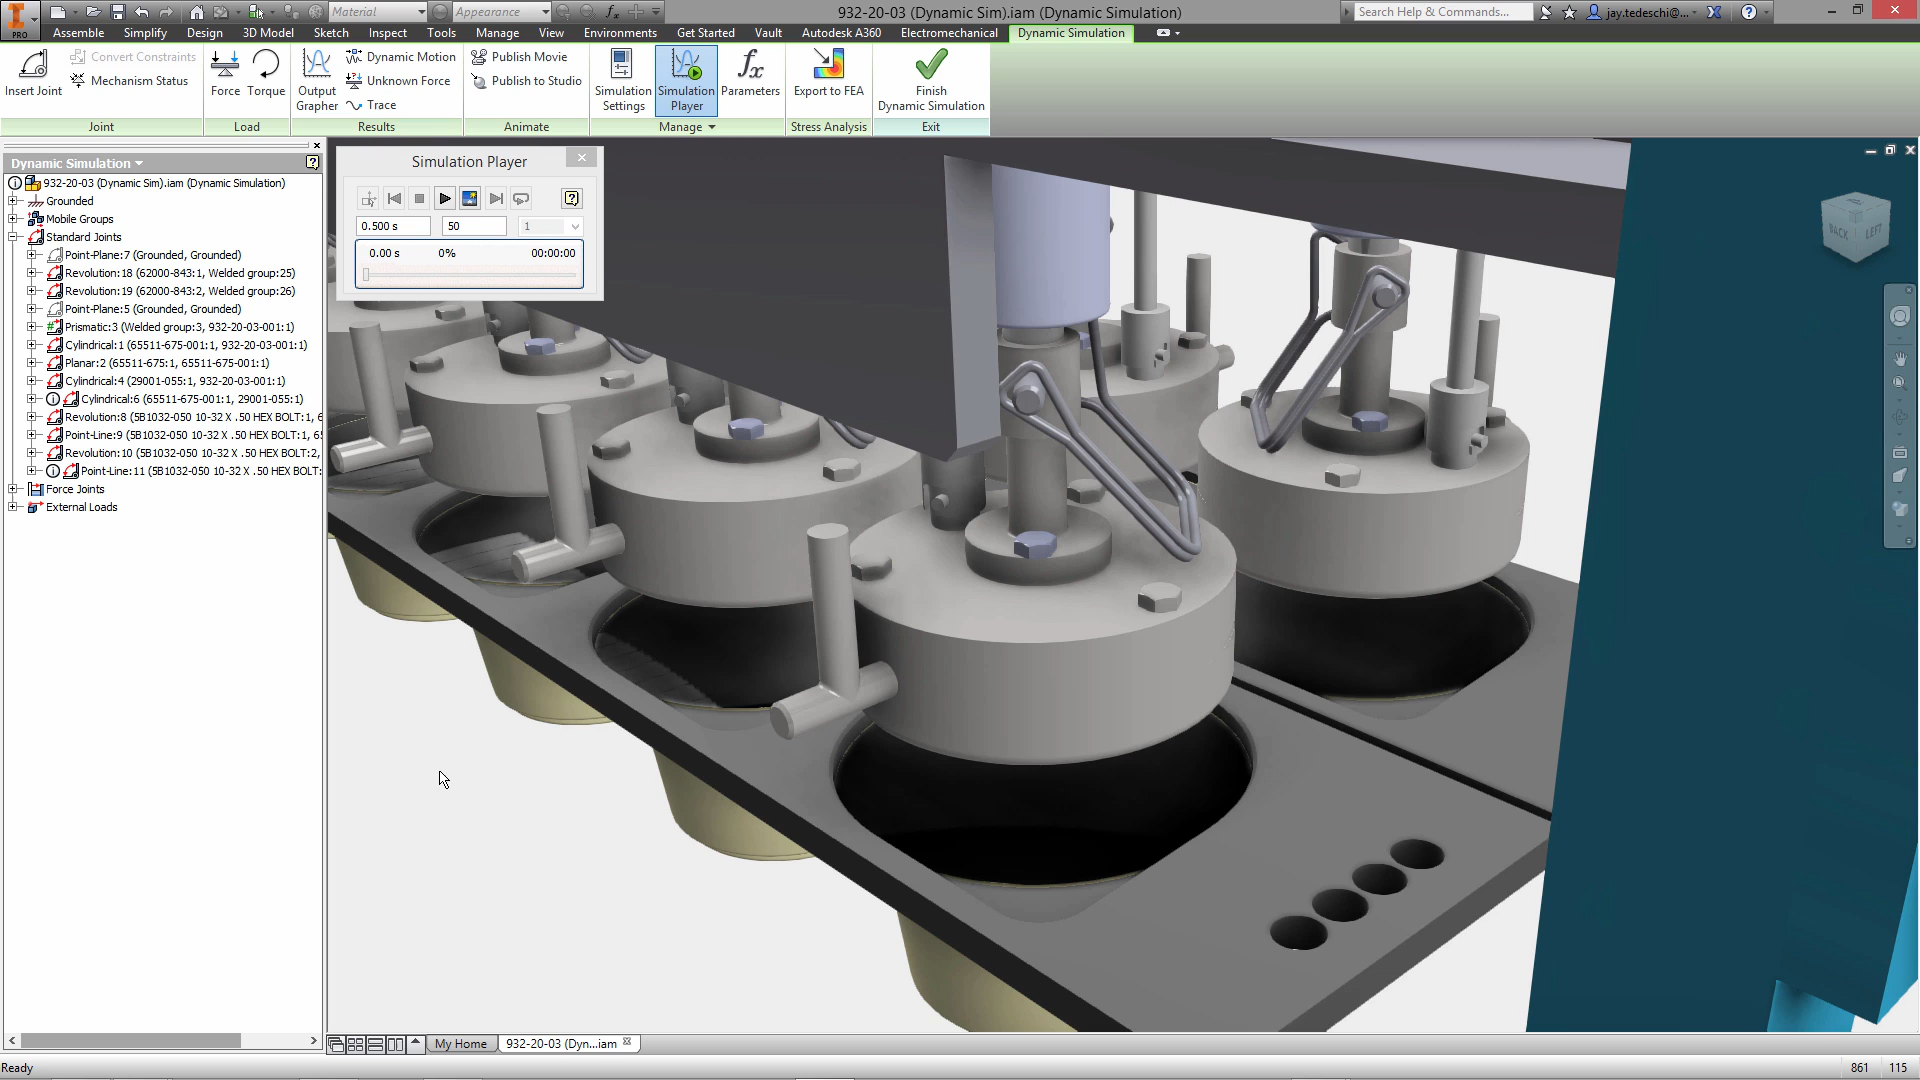 PRO
Material
Appearance
932-20-03 (Dynamic Sim).iam (Dynamic Simulation)
Search Help & Commands...
jay.tedeschi@...
Assemble Simplify Design 3D Model Sketch Inspect Tools Manage View Environments Get Started Vault Autodesk A360 Electromechanical Dynamic Simulation
Insert Joint
Convert Constraints
Mechanism Status
Force
Torque
Output
Grapher
Dynamic Motion
Unknown Force
Trace
Publish Movie
Publish to Studio
Simulation
Settings
Simulation
Player
fx
Parameters
Export to FEA
Finish
Dynamic Simulation
Joint
Load
Results
Animate
Manage
Stress Analysis
Exit
Dynamic Simulation
932-20-03 (Dynamic Sim).iam (Dynamic Simulation)
Grounded
Mobile Groups
Standard Joints
Point-Plane:7 (Grounded, Grounded)
Revolution:18 (62000-843:1, Welded group:25)
Revolution:19 (62000-843:2, Welded group:26)
Point-Plane:5 (Grounded, Grounded)
Prismatic:3 (Welded group:3, 932-20-03-001:1)
Cylindrical:1 (65511-675-001:1, 932-20-03-001:1)
Planar:2 (65511-675:1, 65511-675-001:1)
Cylindrical:4 (29001-055:1, 932-20-03-001:1)
Cylindrical:6 (65511-675-001:1, 29001-055:1)
Revolution:8 (5B1032-050 10-32 X .50 HEX BOLT:1, 6
Point-Line:9 (5B1032-050 10-32 X .50 HEX BOLT:1, 65
Revolution:10 (5B1032-050 10-32 X .50 HEX BOLT:2,
Point-Line:11 (5B1032-050 10-32 X .50 HEX BOLT:
Force Joints
External Loads
Simulation Player
0.500 s
50
1
0.00 s 0% 00:00:00
BACK
LEFT
My Home
932-20-03 (Dyn...iam
Ready
861 115